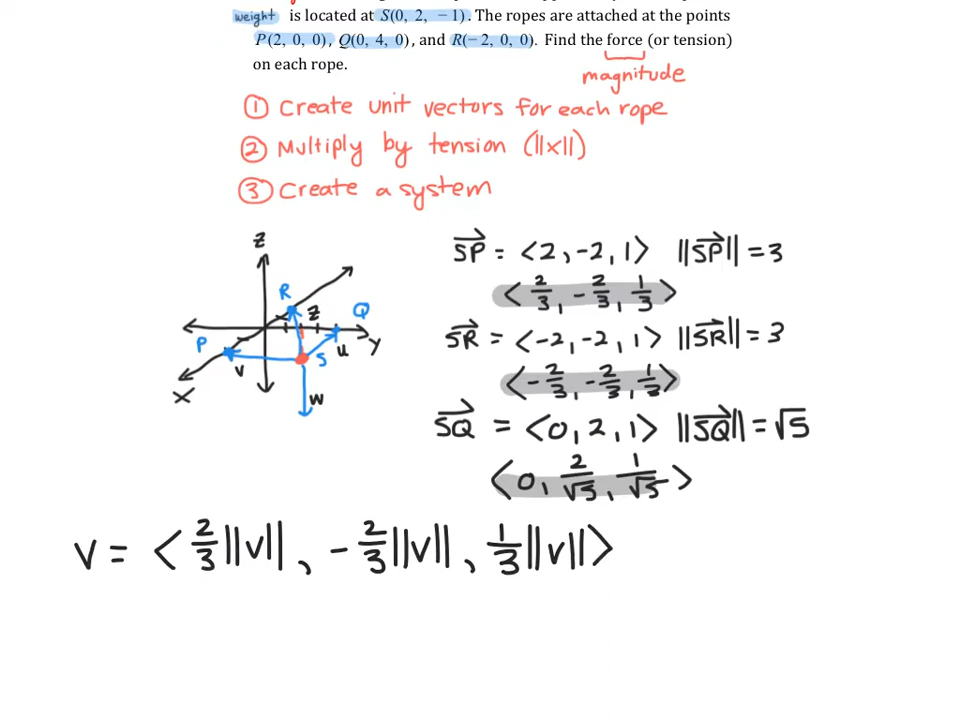 weight is located at S(0, 2, −1). The ropes are attached at the points
P(2, 0, 0), Q(0, 4, 0), and R(−2, 0, 0). Find the force (or tension)
on each rope.
magnitude
① Create unit vectors for each rope
② Multiply by tension (||x||)
③ Create a system
Z
R
Z
Q
P
S
u
y
v
X
W
SP = <2, -2, 1> ||SP|| = 3
<2/3, -2/3, 1/3>
SR = <-2, -2, 1> ||SR|| = 3
<-2/3, -2/3, 1/3>
SQ = <0, 2, 1> ||SQ|| = √5
<0, 2/√5, 1/√5>
v = <2/3||v||, -2/3||v||, 1/3||v||>